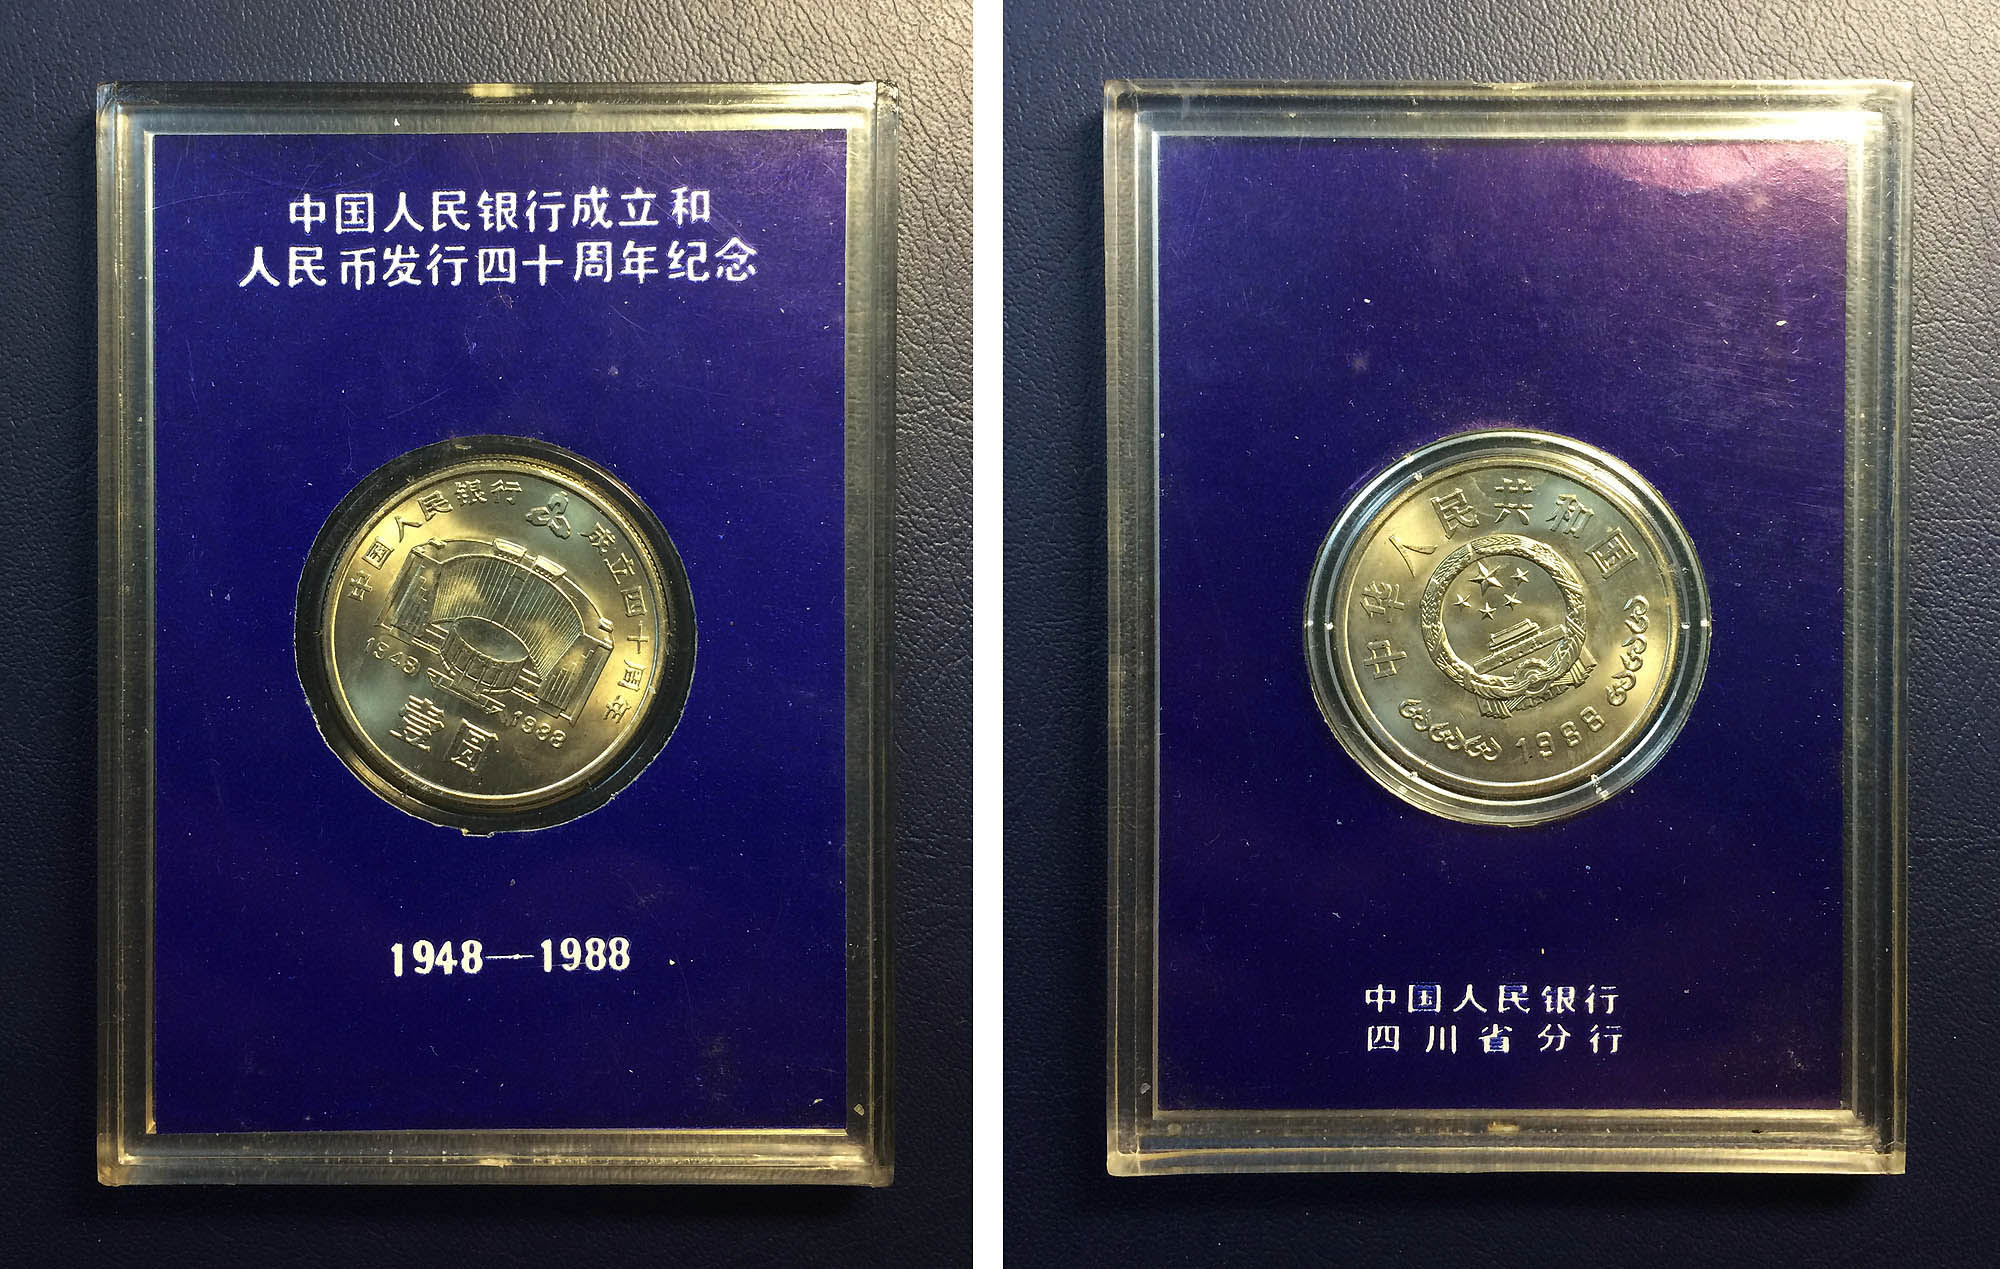 中国人民银行成立和
人民币发行四十周年纪念
中国人民银行 成立四十周年
1948 1988
壹圆
1948—1988
中华人民共和国
1988
中国人民银行
四川省分行